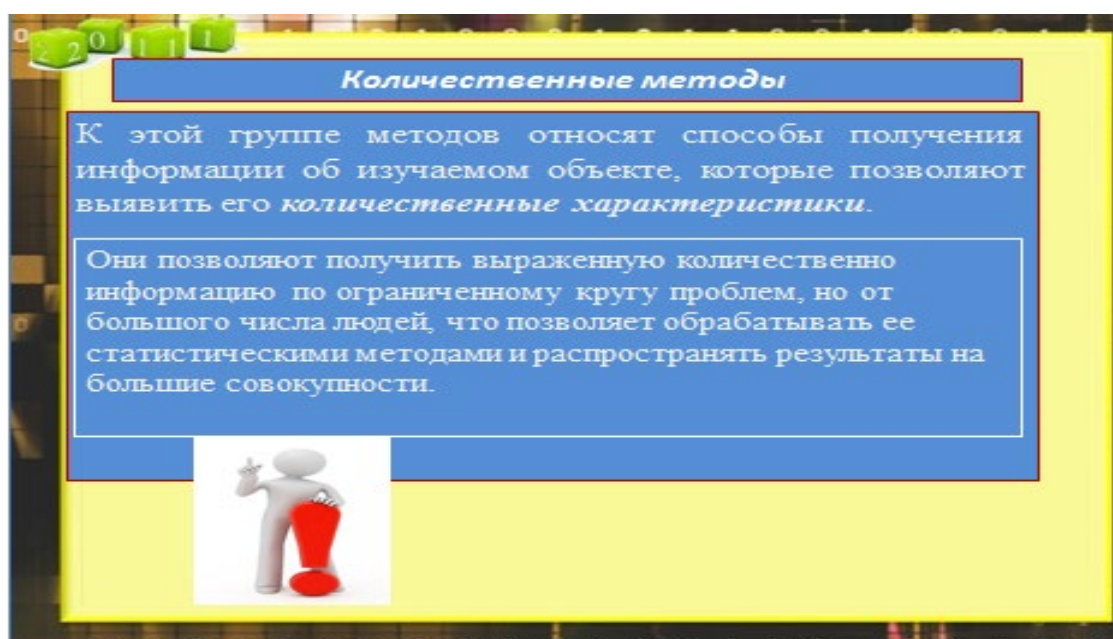 Количественные методы
К этой группе методов относят способы получения
информации об изучаемом объекте, которые позволяют
выявить его количественные характеристики.
Они позволяют получить выраженную количественно
информацию по ограниченному кругу проблем, но от
большого числа людей, что позволяет обрабатывать ее
статистическими методами и распространять результаты на
большие совокупности.